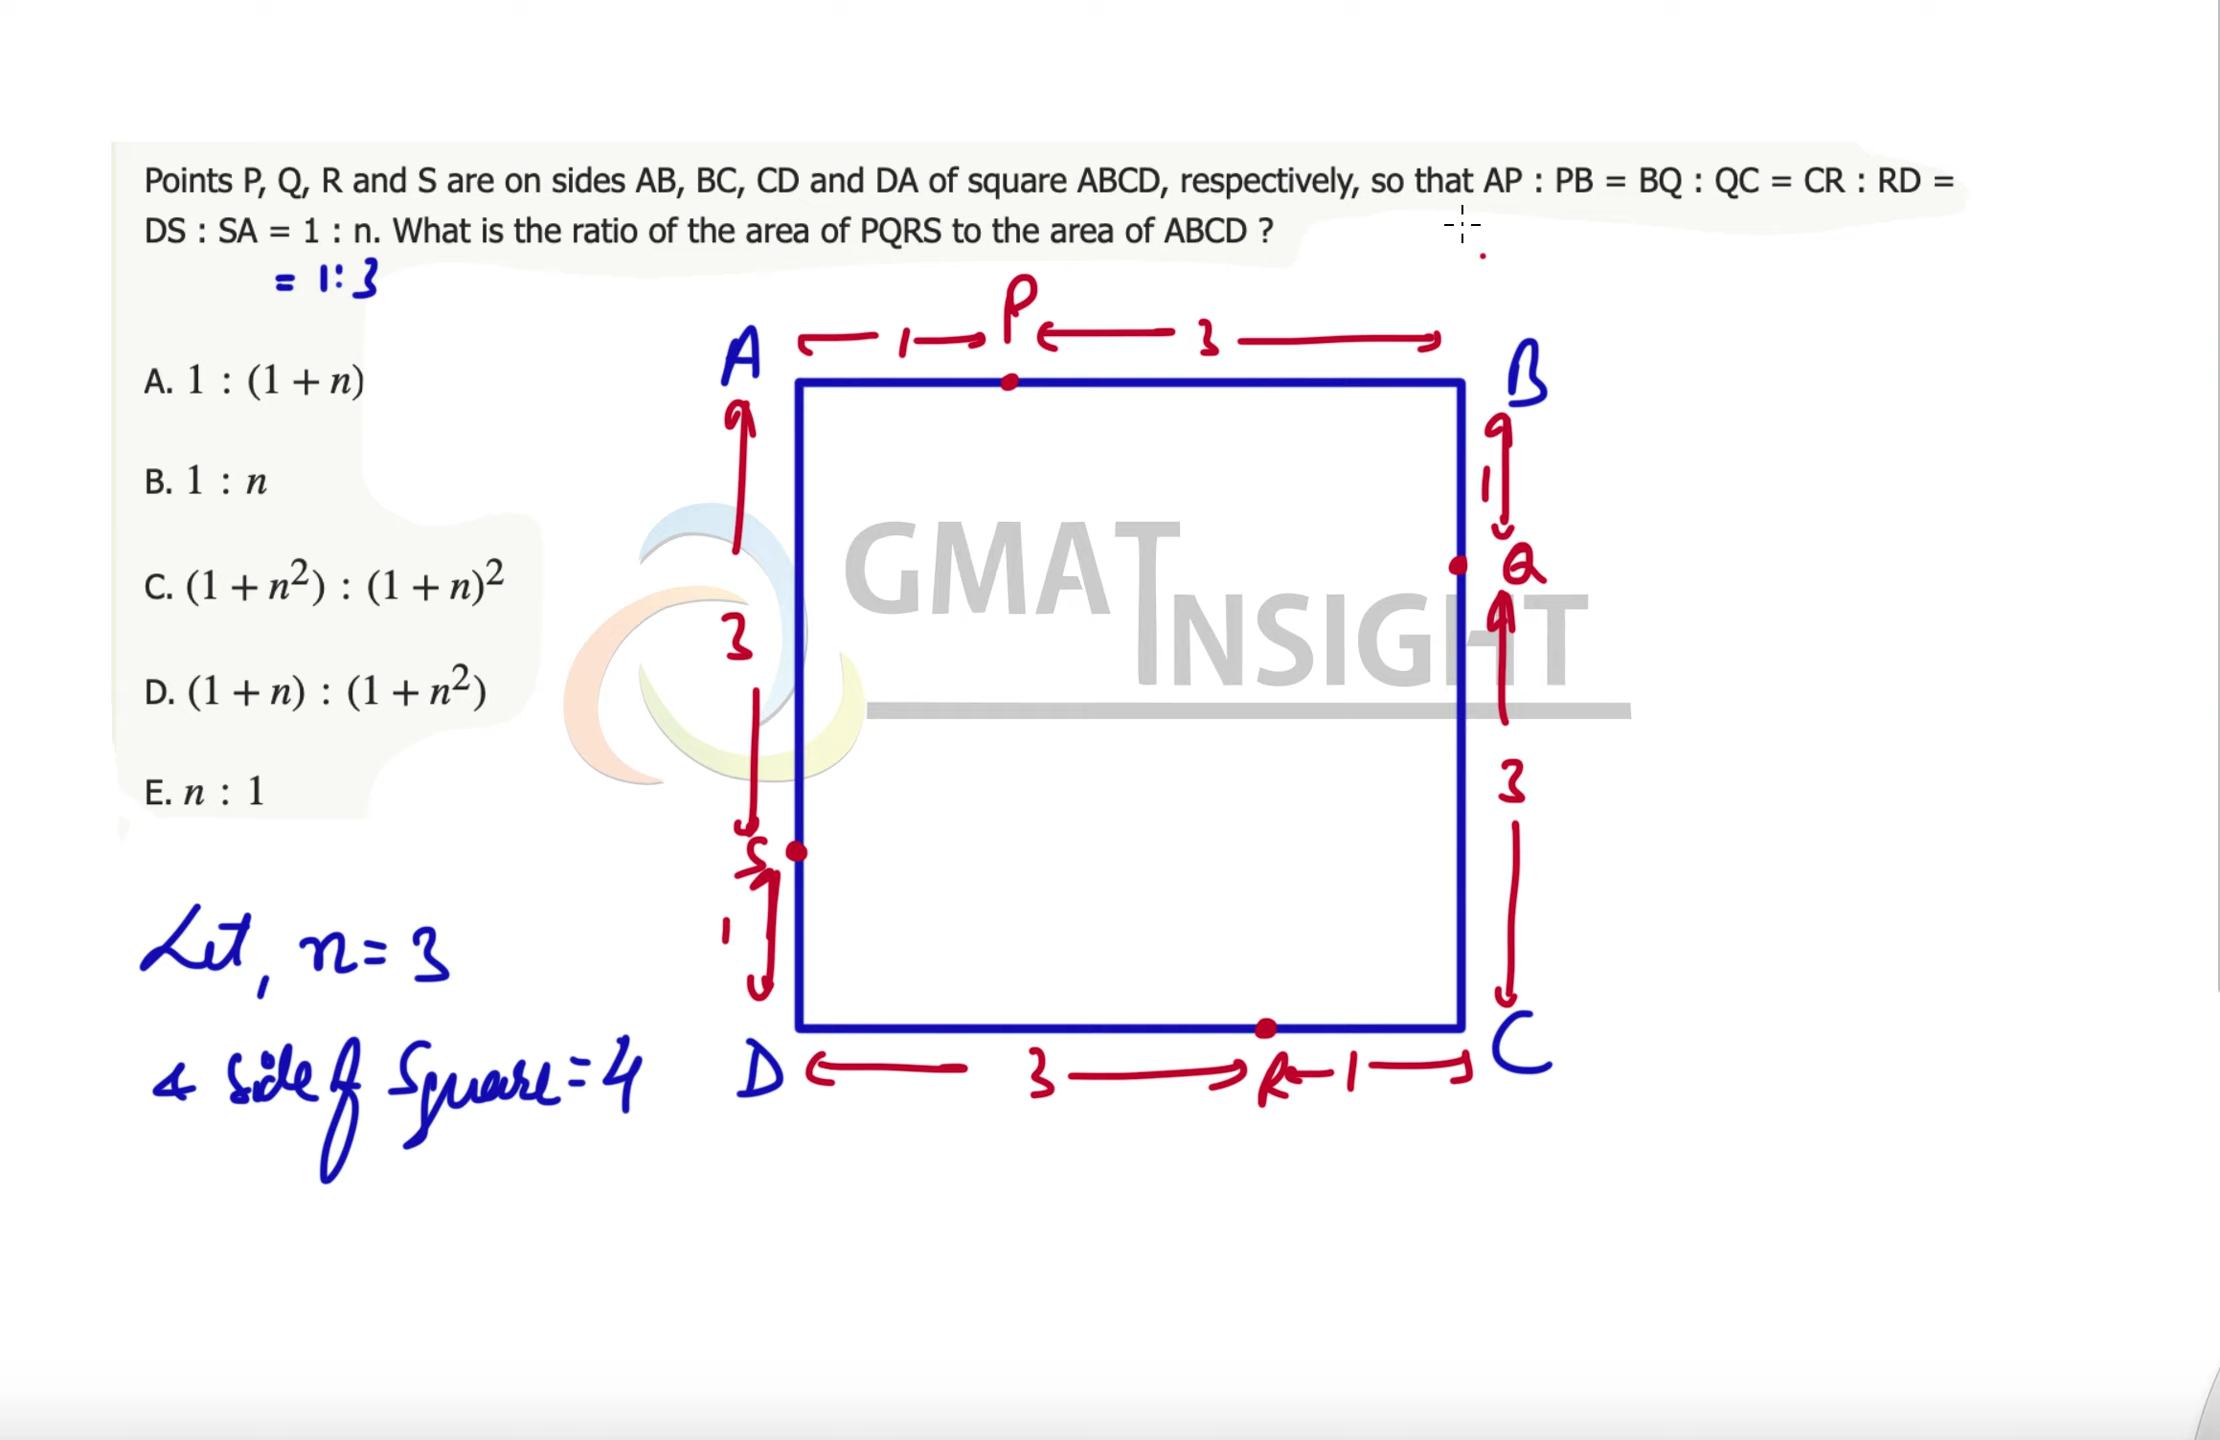 Points P, Q, R and S are on sides AB, BC, CD and DA of square ABCD, respectively, so that AP : PB = BQ : QC = CR : RD =
DS : SA = 1 : n. What is the ratio of the area of PQRS to the area of ABCD ?
= 1:3
A. 1 : (1 + n)
B. 1 : n
C. (1 + n²) : (1 + n)²
D. (1 + n) : (1 + n²)
E. n : 1
Let, n = 3
& side of Square = 4
P
A 1 3 B
1
Q
GMAT INSIGHT
3
3
S
1
D 3 R 1 C